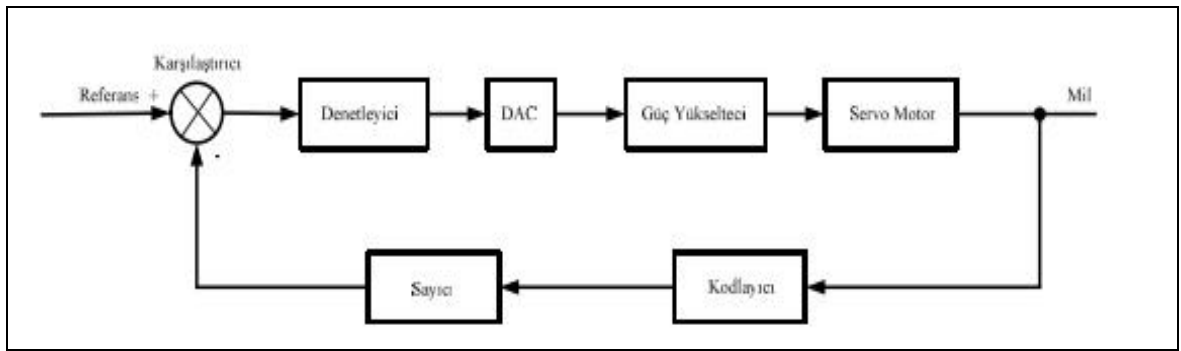 Karşılaştırıcı
Referans +
Denetleyici
DAC
Güç Yükselteci
Servo Motor
Mil
-
Sayıcı
Kodlayıcı